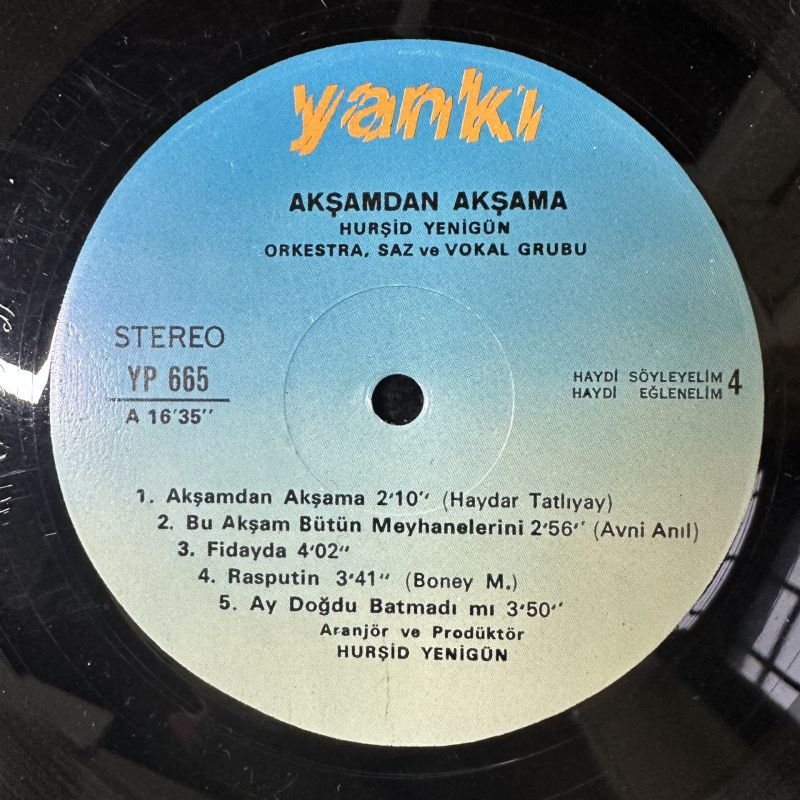 yankı
AKŞAMDAN AKŞAMA
HURŞİD YENİGÜN
ORKESTRA, SAZ ve VOKAL GRUBU
STEREO
YP 665
A 16'35''
HAYDİ SÖYLEYELİM 4
HAYDİ EĞLENELİM
1. Akşamdan Akşama 2'10'' (Haydar Tatlıyay)
2. Bu Akşam Bütün Meyhanelerini 2'56'' (Avni Anıl)
3. Fidayda 4'02''
4. Rasputin 3'41'' (Boney M.)
5. Ay Doğdu Batmadı mı 3'50''
Aranjör ve Prodüktör
HURŞİD YENİGÜN